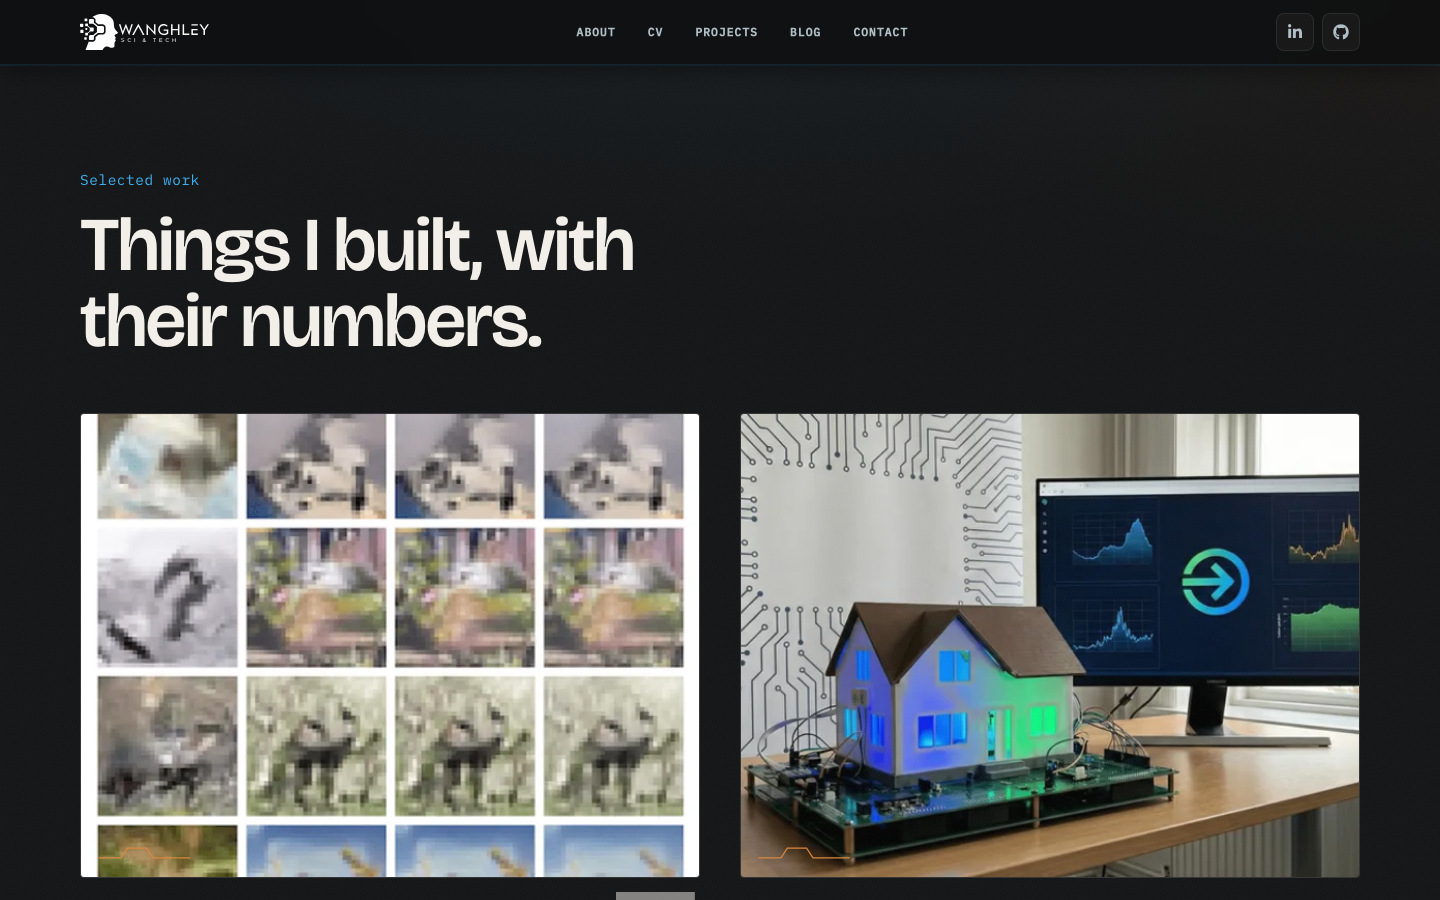 WANGHLEY
SCI & TECH
ABOUT
CV
PROJECTS
BLOG
CONTACT
in
Selected work
Things I built, with
their numbers.